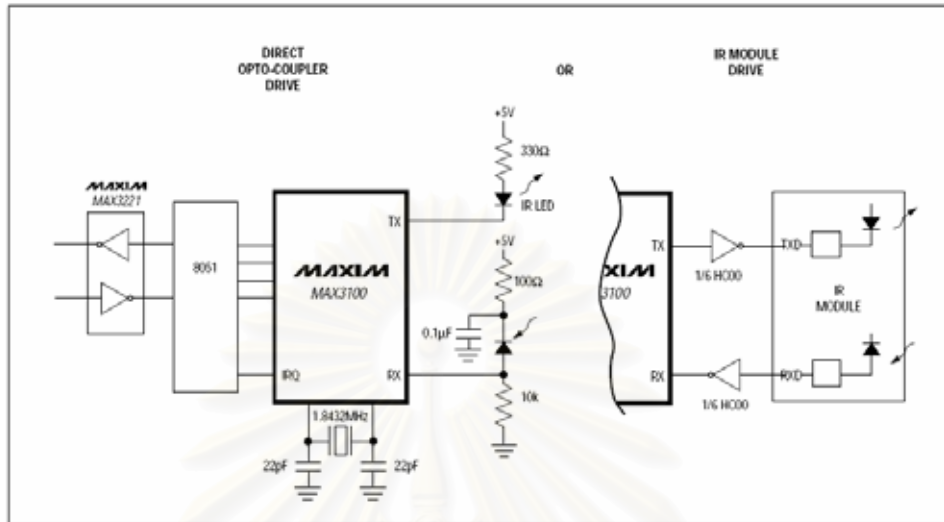 DIRECT
OPTO-COUPLER
DRIVE
OR
IR MODULE
DRIVE
+5V
330Ω
IR LED
MAXIM
MAX3221
8051
MAXIM
MAX3100
TX
RX
IRQ
+5V
100Ω
0.1µF
10k
1.8432MHz
22pF
22pF
XIM
3100
TX
RX
1/6 HC00
1/6 HC00
TXD
RXD
IR
MODULE